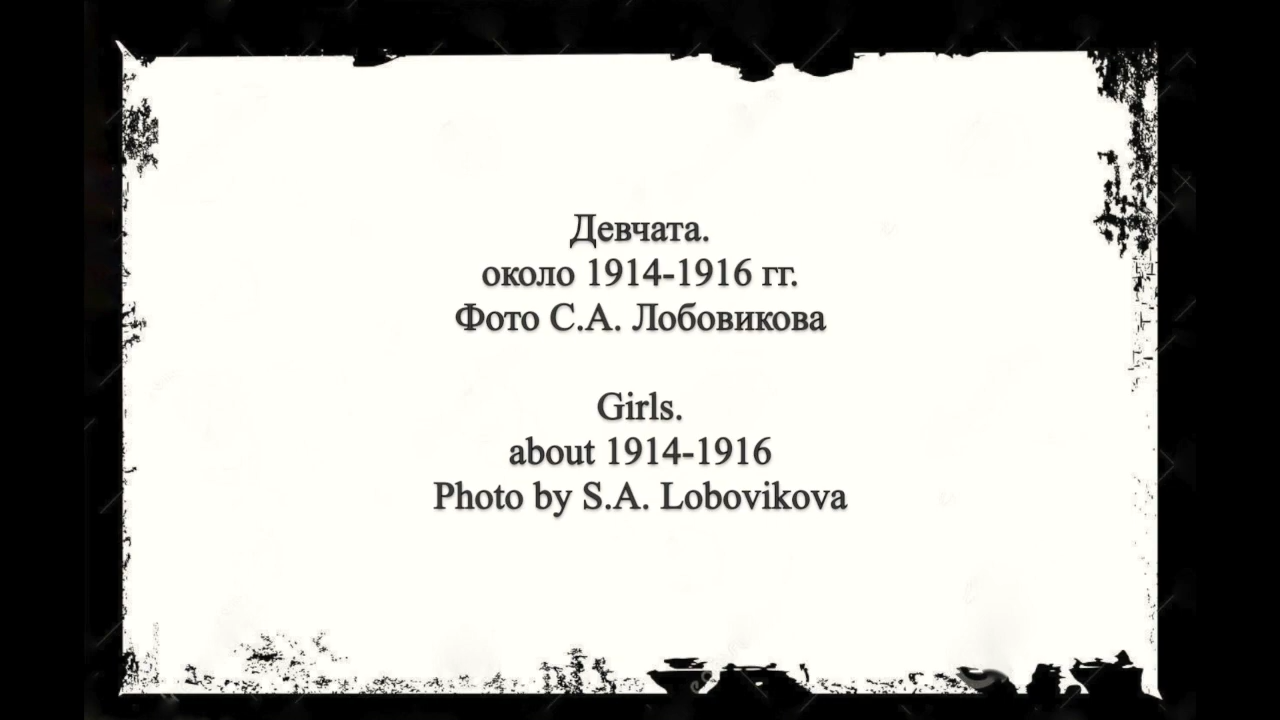 Девчата.
около 1914-1916 гг.
Фото С.А. Лобовикова
Girls.
about 1914-1916
Photo by S.A. Lobovikova